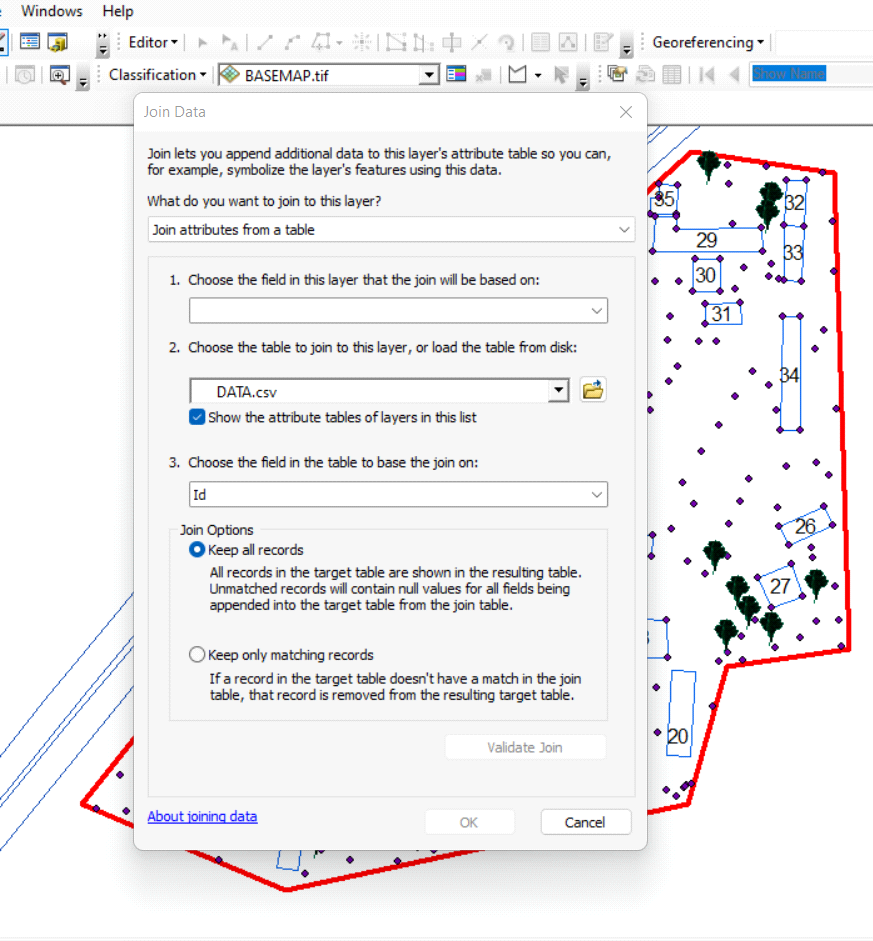 Windows Help
Editor
Georeferencing
Classification
BASEMAP.tif
Show Name
Join Data
Join lets you append additional data to this layer's attribute table so you can,
for example, symbolize the layer's features using this data.
What do you want to join to this layer?
Join attributes from a table
1. Choose the field in this layer that the join will be based on:
2. Choose the table to join to this layer, or load the table from disk:
DATA.csv
Show the attribute tables of layers in this list
3. Choose the field in the table to base the join on:
Id
Join Options
Keep all records
All records in the target table are shown in the resulting table.
Unmatched records will contain null values for all fields being
appended into the target table from the join table.
Keep only matching records
If a record in the target table doesn't have a match in the join
table, that record is removed from the resulting target table.
Validate Join
About joining data
OK
Cancel
35
32
29
33
30
31
34
26
27
20